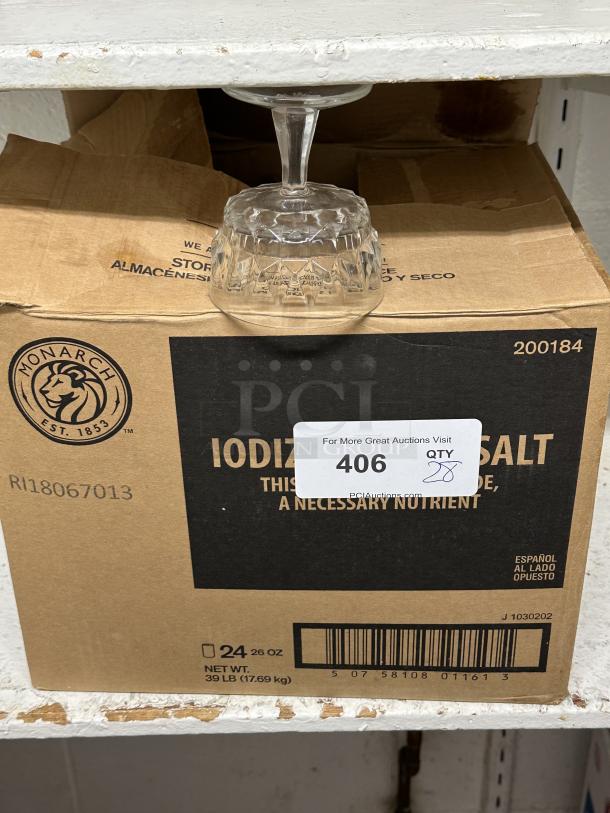 WE A
STOR CE
ALMACÉNES O Y SECO
MONARCH
EST. 1853
TM
200184
PCI
For More Great Auctions Visit
406
QTY
28
PCIAuctions.com
IODIZ SALT
THIS DE,
A NECESSARY NUTRIENT
RI18067013
ESPAÑOL
AL LADO
OPUESTO
J 1030202
24 26 OZ
NET WT.
39 LB (17.69 kg)
5 07 58108 01161 3